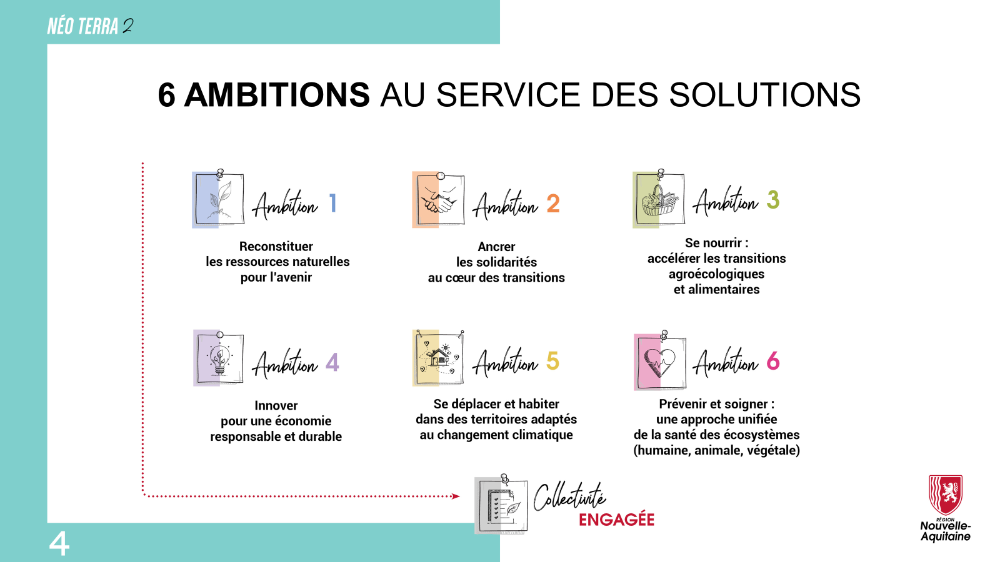 NÉO TERRA 2
6 AMBITIONS AU SERVICE DES SOLUTIONS
Ambition 1
Reconstituer
les ressources naturelles
pour l'avenir
Ambition 2
Ancrer
les solidarités
au cœur des transitions
Ambition 3
Se nourrir :
accélérer les transitions
agroécologiques
et alimentaires
Ambition 4
Innover
pour une économie
responsable et durable
Ambition 5
Se déplacer et habiter
dans des territoires adaptés
au changement climatique
Ambition 6
Prévenir et soigner :
une approche unifiée
de la santé des écosystèmes
(humaine, animale, végétale)
Collectivité
ENGAGÉE
4
RÉGION
Nouvelle-
Aquitaine